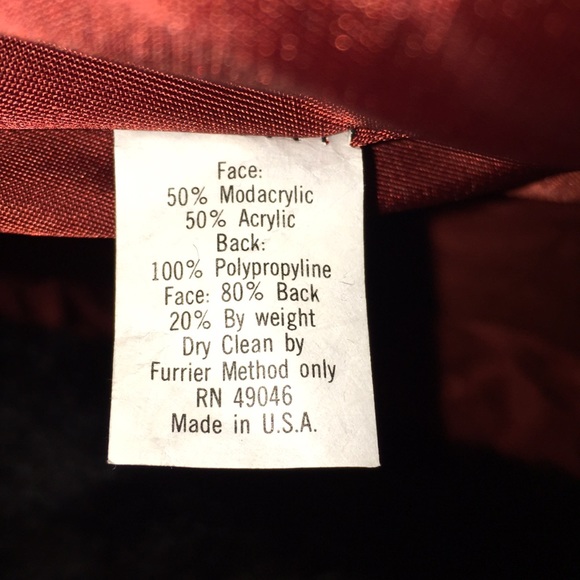 Face:
50% Modacrylic
50% Acrylic
Back:
100% Polypropyline
Face: 80% Back
20% By weight
Dry Clean by
Furrier Method only
RN 49046
Made in U.S.A.